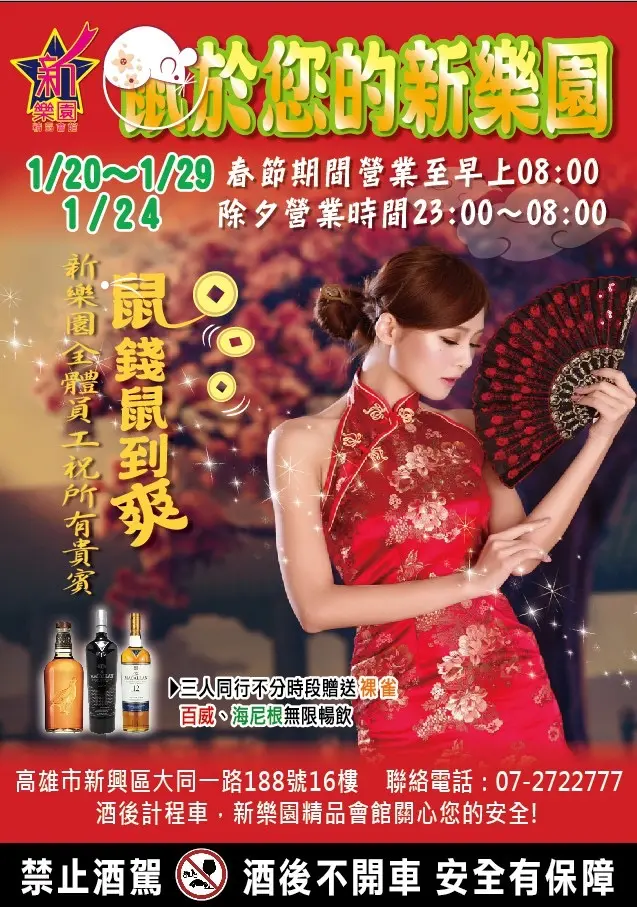 新
樂園
精品會館
鼠於您的新樂園
1/20～1/29 春節期間營業至早上08:00
1/24 除夕營業時間23:00～08:00
新樂園全體員工祝所有貴賓
鼠錢鼠到爽
MACALLAN
12
▶三人同行不分時段贈送裸雀
百威、海尼根無限暢飲
高雄市新興區大同一路188號16樓 聯絡電話：07-2722777
酒後計程車，新樂園精品會館關心您的安全!
禁止酒駕 酒後不開車 安全有保障